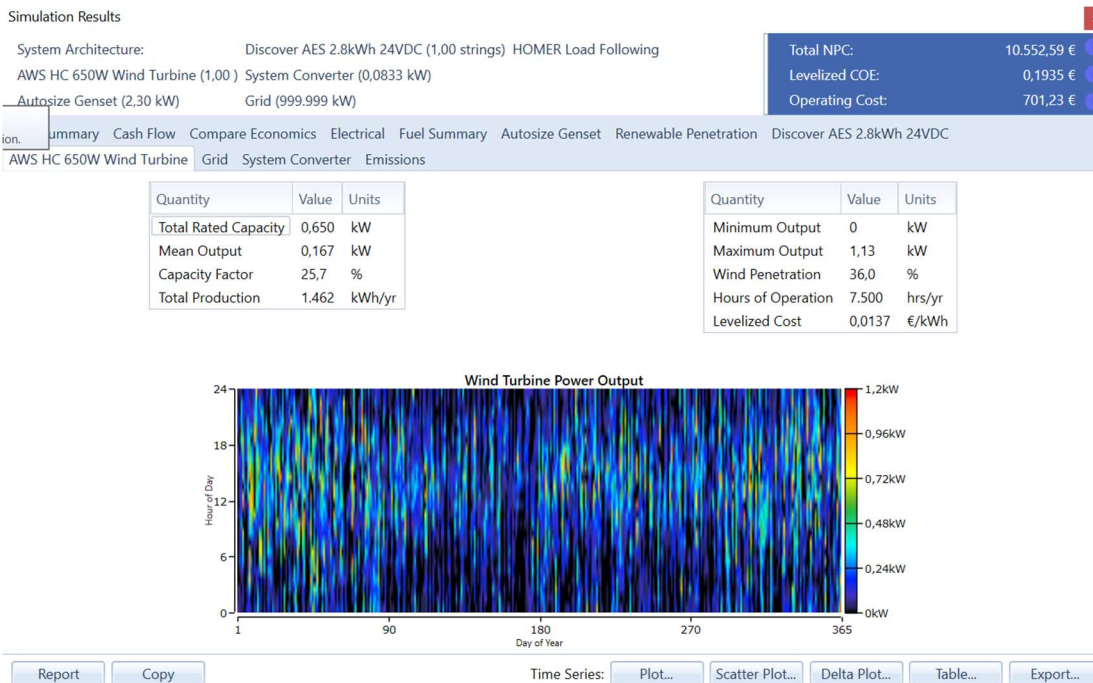 Simulation Results
System Architecture: Discover AES 2.8kWh 24VDC (1,00 strings) HOMER Load Following
AWS HC 650W Wind Turbine (1,00 ) System Converter (0,0833 kW)
Autosize Genset (2,30 kW) Grid (999.999 kW)
Total NPC: 10.552,59 €
Levelized COE: 0,1935 €
Operating Cost: 701,23 €
ion.
ummary Cash Flow Compare Economics Electrical Fuel Summary Autosize Genset Renewable Penetration Discover AES 2.8kWh 24VDC
AWS HC 650W Wind Turbine Grid System Converter Emissions
Quantity Value Units
Total Rated Capacity 0,650 kW
Mean Output 0,167 kW
Capacity Factor 25,7 %
Total Production 1.462 kWh/yr
Quantity Value Units
Minimum Output 0 kW
Maximum Output 1,13 kW
Wind Penetration 36,0 %
Hours of Operation 7.500 hrs/yr
Levelized Cost 0,0137 €/kWh
Wind Turbine Power Output
24
18
12
6
0
Hour of Day
1 90 180 270 365
Day of Year
1,2kW
0,96kW
0,72kW
0,48kW
0,24kW
0kW
Report Copy Time Series: Plot... Scatter Plot... Delta Plot... Table... Export...